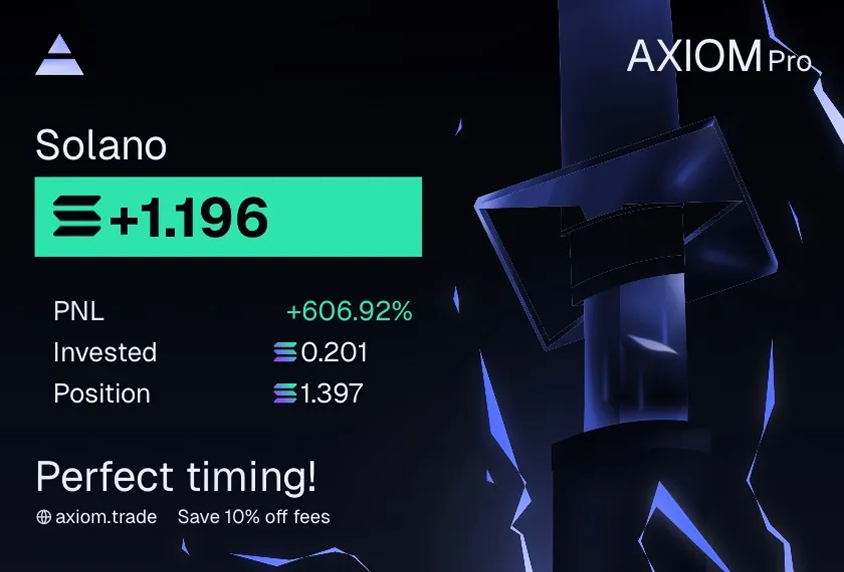 AXIOM Pro
Solano
+1.196
PNL +606.92%
Invested 0.201
Position 1.397
Perfect timing!
axiom.trade Save 10% off fees